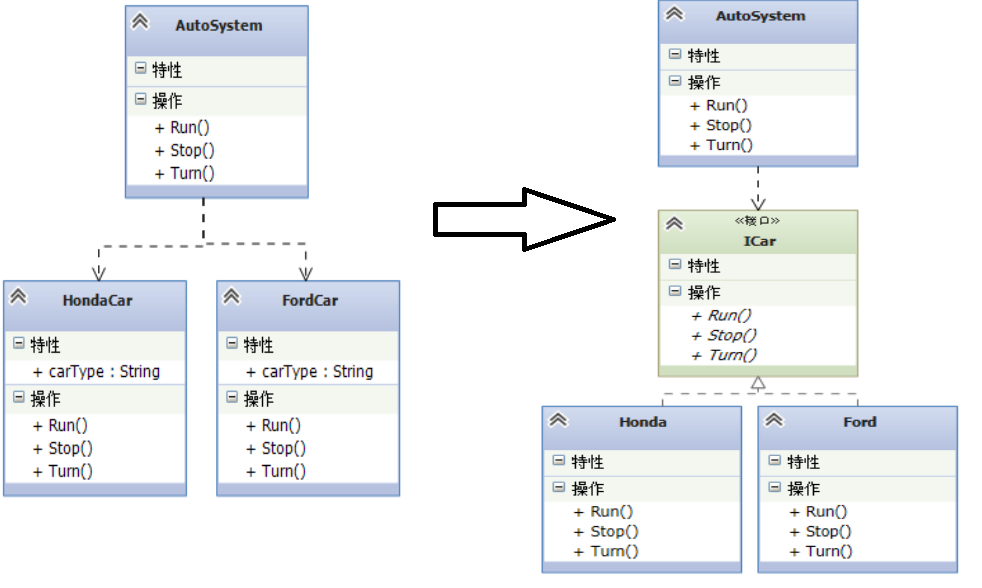 AutoSystem
特性
操作
+ Run()
+ Stop()
+ Turn()
HondaCar
特性
+ carType : String
操作
+ Run()
+ Stop()
+ Turn()
FordCar
特性
+ carType : String
操作
+ Run()
+ Stop()
+ Turn()
AutoSystem
特性
操作
+ Run()
+ Stop()
+ Turn()
«接口»
ICar
特性
操作
+ Run()
+ Stop()
+ Turn()
Honda
特性
操作
+ Run()
+ Stop()
+ Turn()
Ford
特性
操作
+ Run()
+ Stop()
+ Turn()